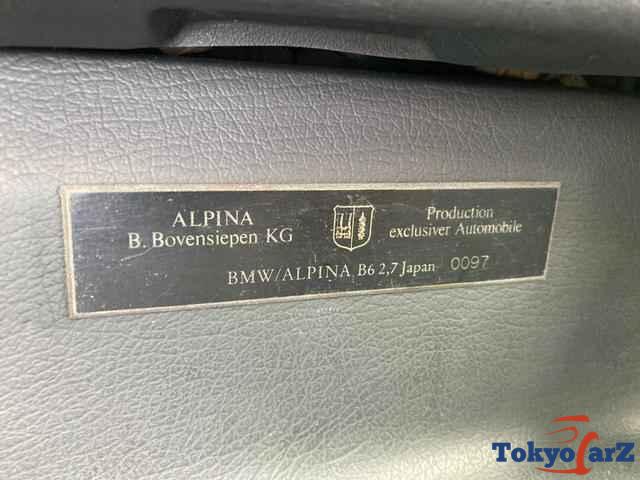 ALPINA
B. Bovensiepen KG
Production
exclusiver Automobile
BMW/ALPINA B6 2,7 Japan 0097
TokyoCarZ